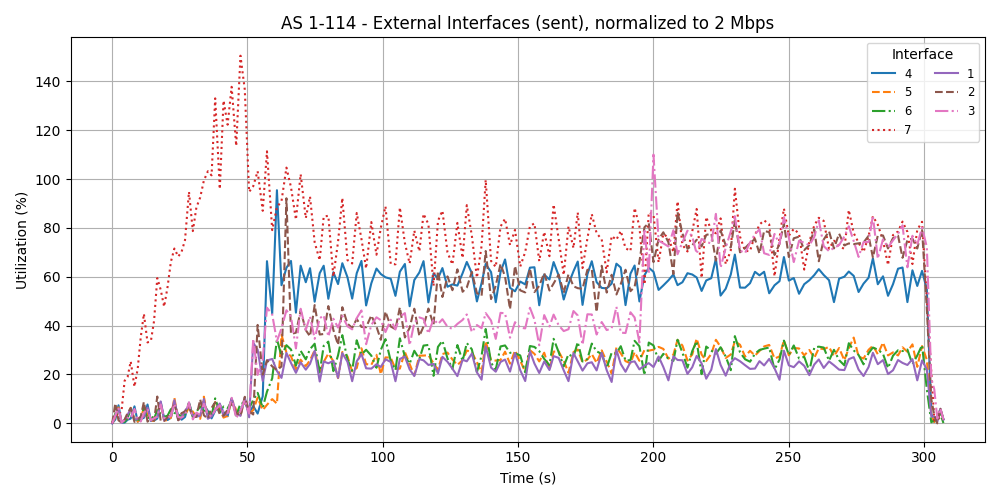 AS 1-114 - External Interfaces (sent), normalized to 2 Mbps
Interface
4 1
5 2
6 3
7
Utilization (%)
140
120
100
80
60
40
20
0
0 50 100 150 200 250 300
Time (s)